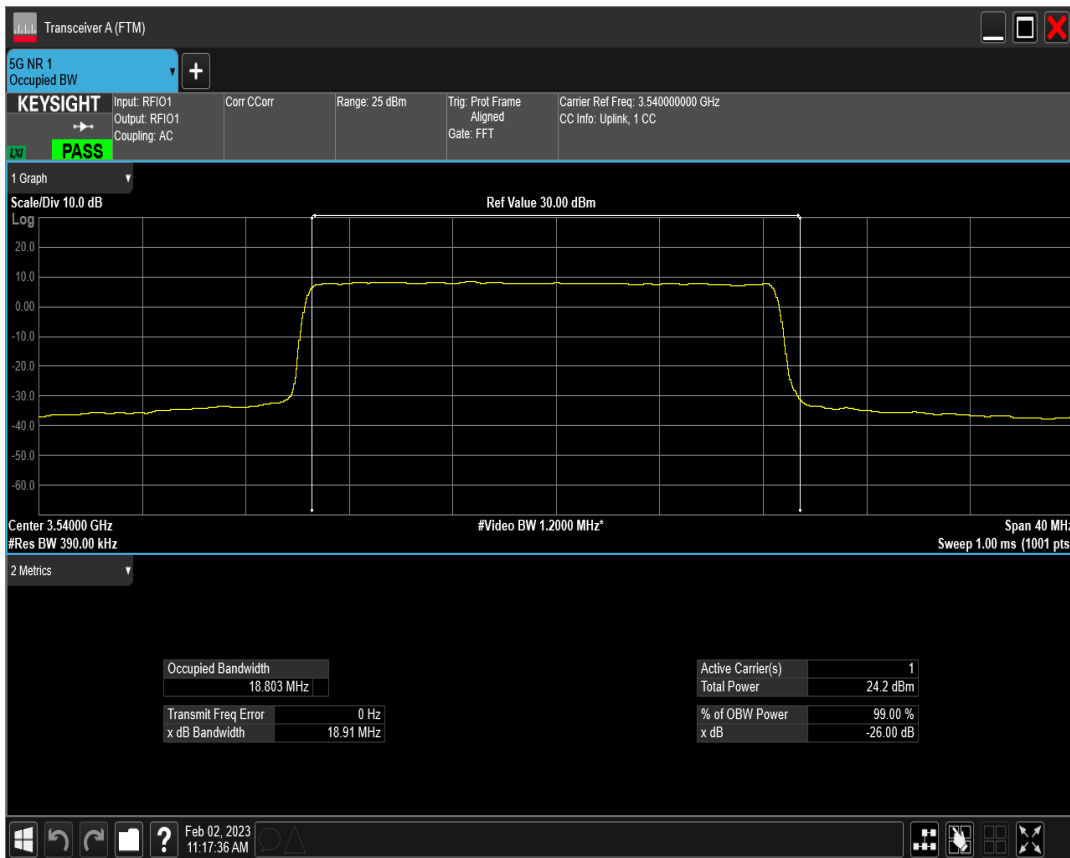 Transceiver A (FTM)
5G NR 1
Occupied BW
+
KEYSIGHT
LXI
PASS
Input: RFIO1
Output: RFIO1
Coupling: AC
Corr CCorr
Range: 25 dBm
Trig: Prot Frame
Aligned
Gate: FFT
Carrier Ref Freq: 3.540000000 GHz
CC Info: Uplink, 1 CC
1 Graph
Scale/Div 10.0 dB
Ref Value 30.00 dBm
Log
20.0
10.0
0.00
-10.0
-20.0
-30.0
-40.0
-50.0
-60.0
Center 3.54000 GHz
#Video BW 1.2000 MHz*
Span 40 MHz
#Res BW 390.00 kHz
Sweep 1.00 ms (1001 pts
2 Metrics
Occupied Bandwidth
18.803 MHz
Transmit Freq Error 0 Hz
x dB Bandwidth 18.91 MHz
Active Carrier(s) 1
Total Power 24.2 dBm
% of OBW Power 99.00 %
x dB -26.00 dB
?
Feb 02, 2023
11:17:36 AM